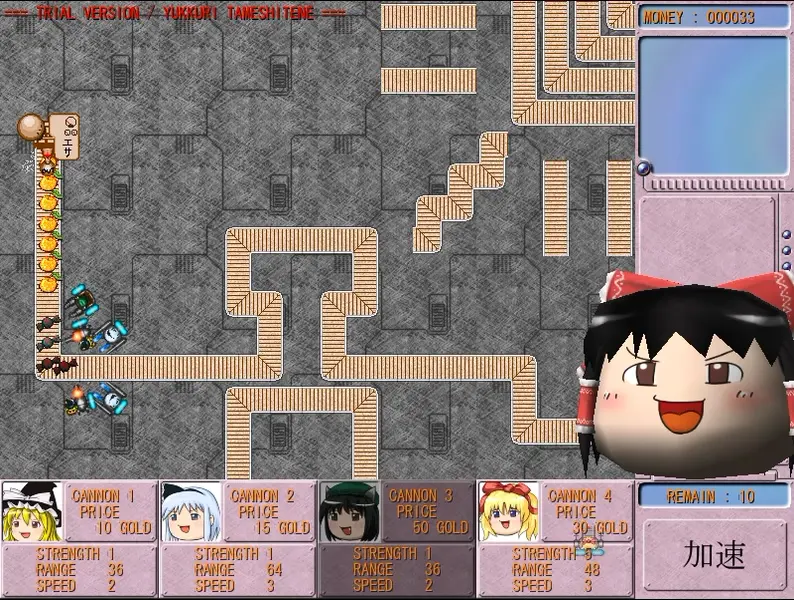 --- TRIAL VERSION / YUKKURI TAMESHITENE ---
MONEY : 000033
エサ
CANNON 1
PRICE
10 GOLD
STRENGTH 1
RANGE 36
SPEED 2
CANNON 2
PRICE
15 GOLD
STRENGTH 1
RANGE 64
SPEED 3
CANNON 3
PRICE
50 GOLD
STRENGTH 1
RANGE 36
SPEED 2
CANNON 4
PRICE
30 GOLD
STRENGTH 5
RANGE 48
SPEED 3
REMAIN : 10
加速